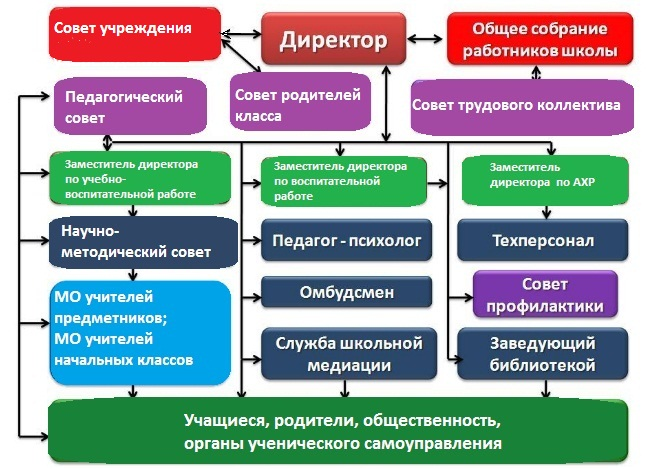 Совет учреждения
Директор
Общее собрание
работников школы
Педагогический
совет
Совет родителей
класса
Совет трудового коллектива
Заместитель директора
по учебно-
воспитательной работе
Заместитель директора
по воспитательной
работе
Заместитель
директора по АХР
Научно-
методический совет
Педагог - психолог
Техперсонал
МО учителей
предметников;
МО учителей
начальных классов
Омбудсмен
Совет
профилактики
Служба школьной
медиации
Заведующий
библиотекой
Учащиеся, родители, общественность,
органы ученического самоуправления